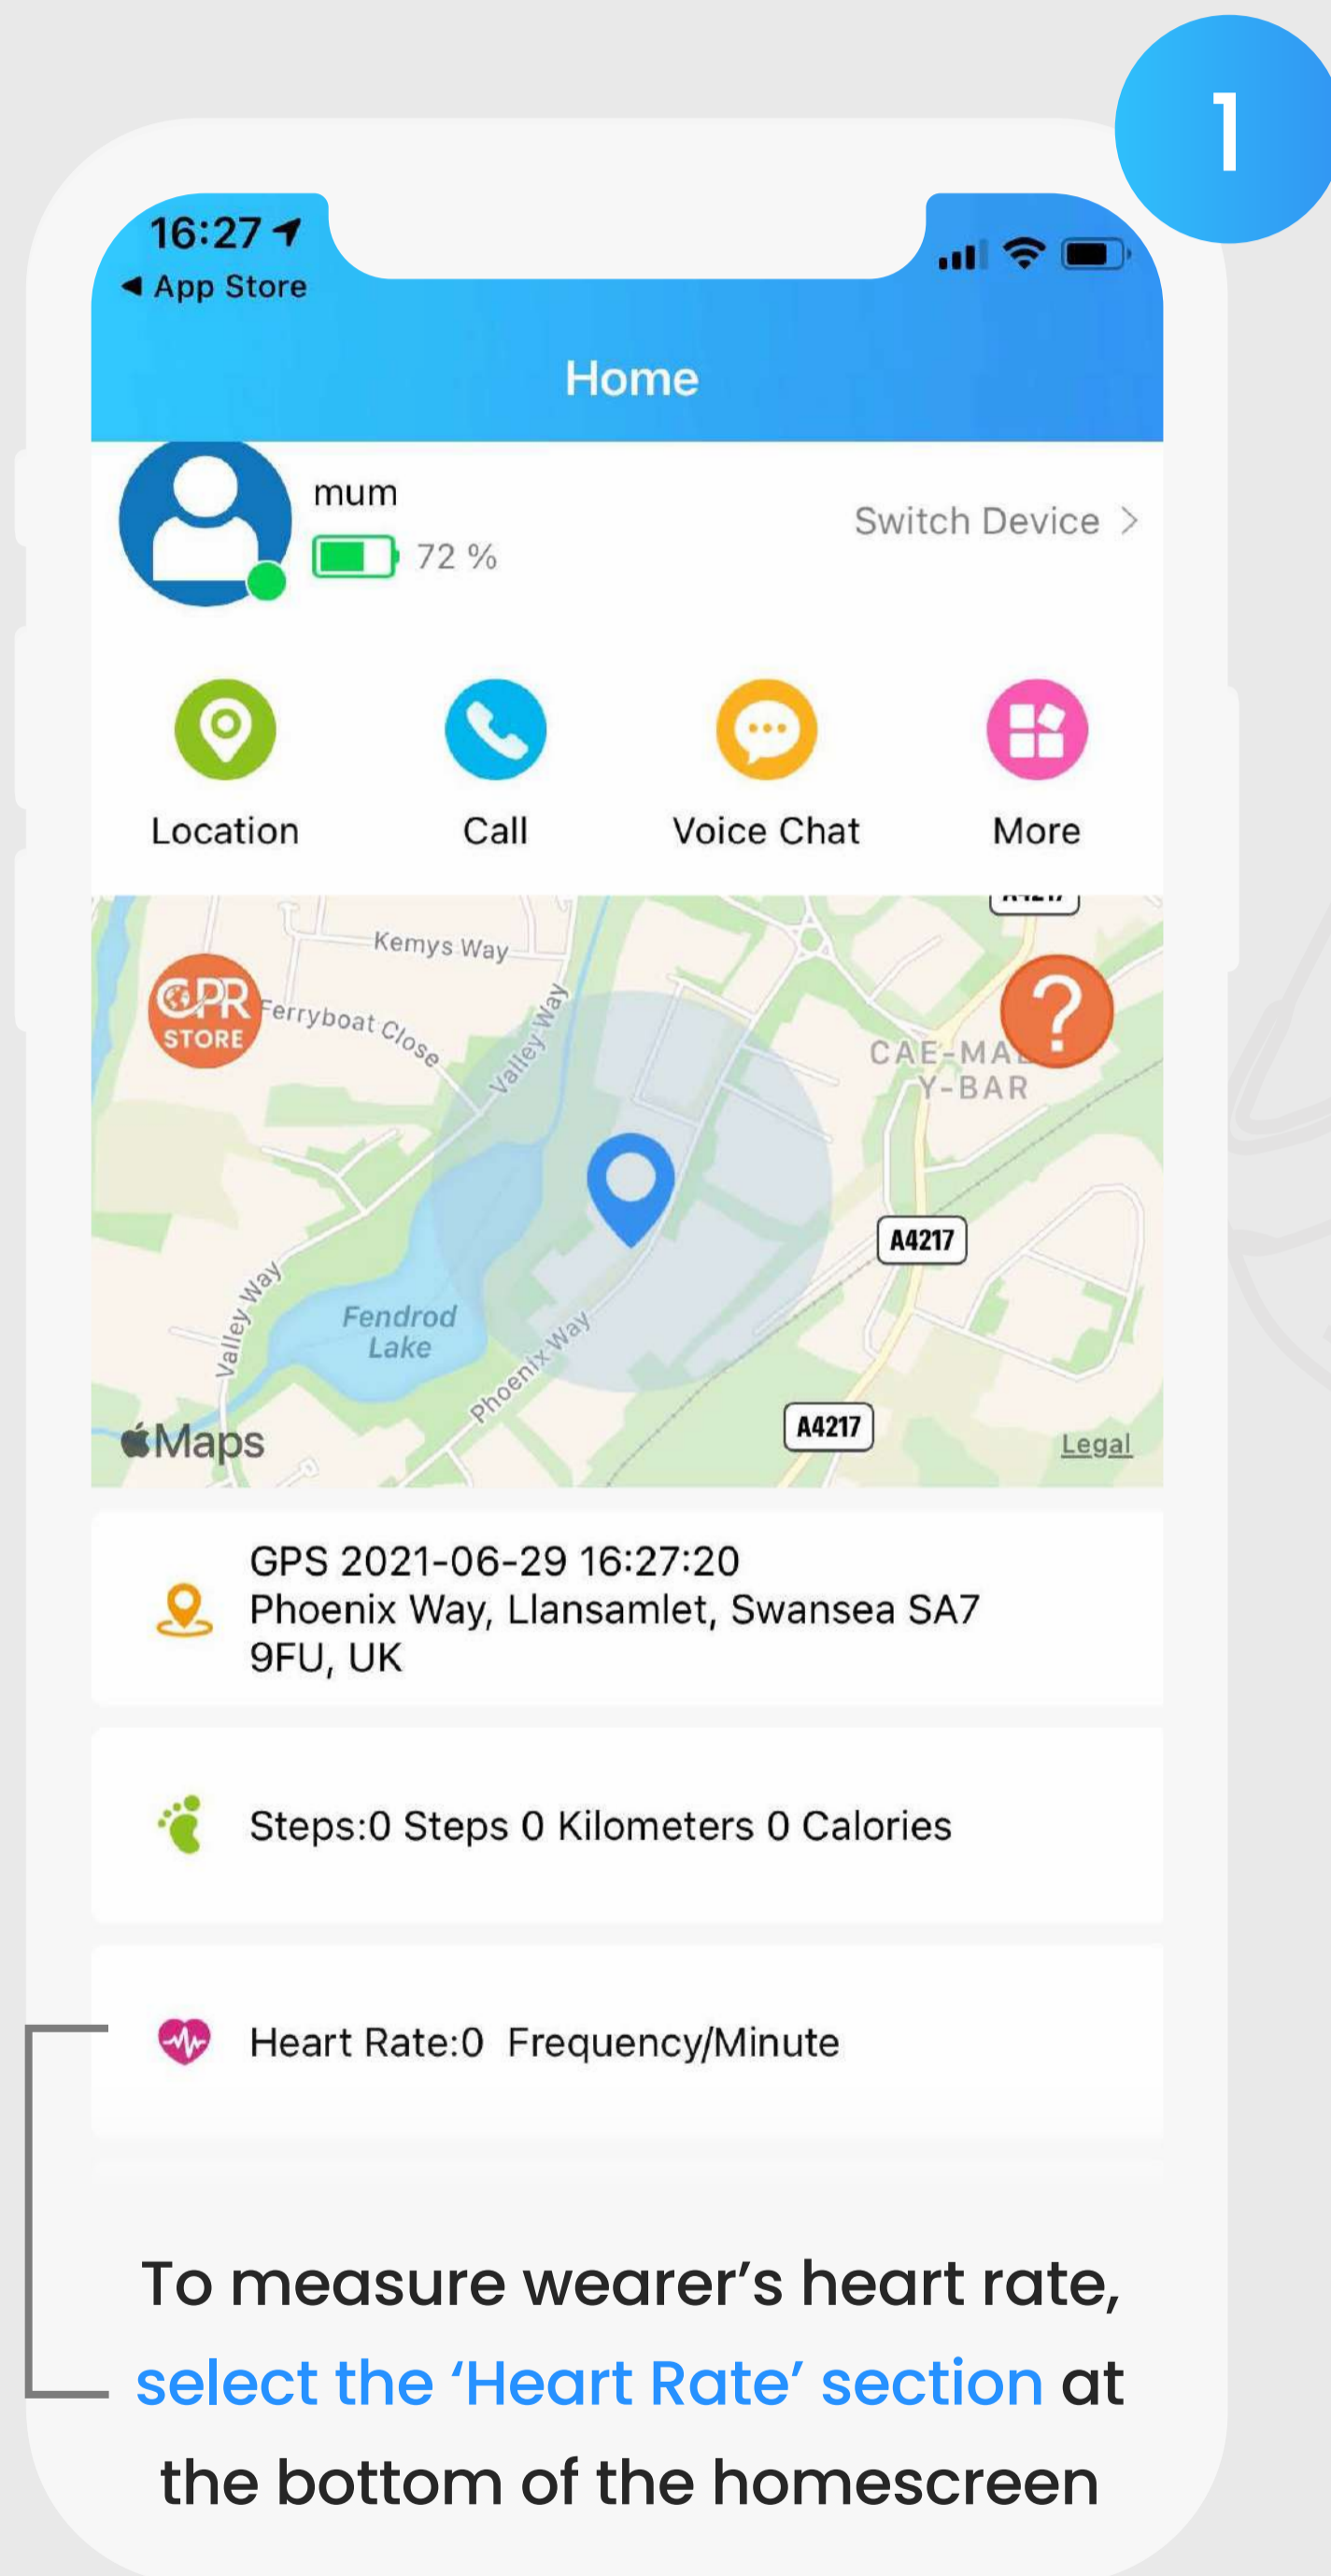 1
16:27
App Store
Home
mum
72 %
Switch Device
Location
Call
Voice Chat
More
Kemys Way
GPR
STORE
Ferryboat Close
Valley Way
Y-BAR
A4217
Valley Way
Fendrod
Lake
Phoenix Way
A4217
Maps
Legal
GPS 2021-06-29 16:27:20
Phoenix Way, Llansamlet, Swansea SA7
9FU, UK
Steps:0 Steps 0 Kilometers 0 Calories
Heart Rate:0 Frequency/Minute
To measure wearer’s heart rate,
select the ‘Heart Rate’ section at
the bottom of the homescreen